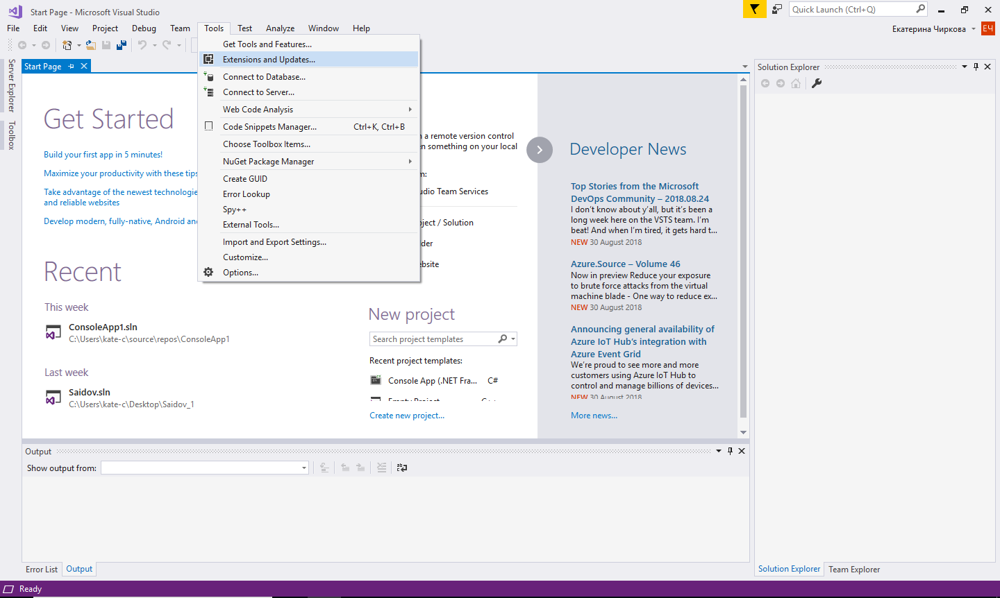 Start Page - Microsoft Visual Studio
Quick Launch (Ctrl+Q)
File Edit View Project Debug Team Tools Test Analyze Window Help
Екатерина Чиркова
ЕЧ
Get Tools and Features...
Extensions and Updates...
Connect to Database...
Connect to Server...
Web Code Analysis
Code Snippets Manager... Ctrl+K, Ctrl+B
Choose Toolbox Items...
NuGet Package Manager
Create GUID
Error Lookup
Spy++
External Tools...
Import and Export Settings...
Customize...
Options...
Server Explorer
Toolbox
Start Page
Get Started
Build your first app in 5 minutes!
Maximize your productivity with these tips
Take advantage of the newest technologie
and reliable websites
Develop modern, fully-native, Android and
Recent
This week
ConsoleApp1.sln
C:\Users\kate-c\source\repos\ConsoleApp1
Last week
Saidov.sln
C:\Users\kate-c\Desktop\Saidov_1
a remote version control
en something on your local
m:
udio Team Services
oject / Solution
lder
ebsite
New project
Search project templates
Recent project templates:
Console App (.NET Fra... C#
Empty Project C++
Create new project...
Developer News
Top Stories from the Microsoft
DevOps Community – 2018.08.24
I don't know about y'all, but it's been a
long week here on the VSTS team. I'm
beat! And when I'm tired, it gets hard t...
NEW 30 August 2018
Azure.Source – Volume 46
Now in preview Reduce your exposure
to brute force attacks from the virtual
machine blade - One way to reduce ex...
NEW 30 August 2018
Announcing general availability of
Azure IoT Hub's integration with
Azure Event Grid
We're proud to see more and more
customers using Azure IoT Hub to
control and manage billions of devices...
NEW 30 August 2018
More news...
Solution Explorer
Output
Show output from:
Error List Output
Solution Explorer Team Explorer
Ready